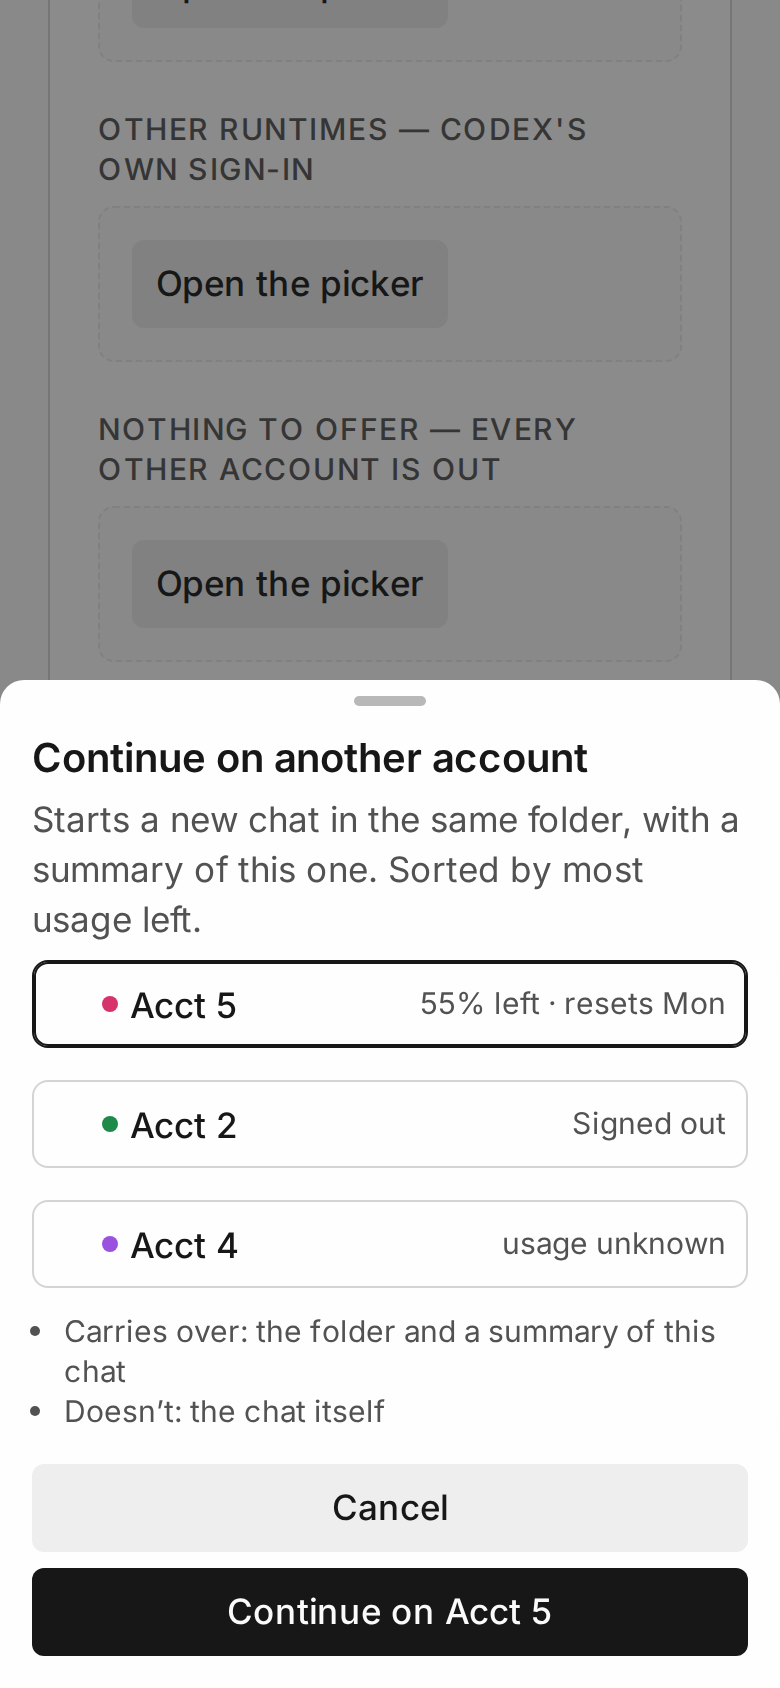 OTHER RUNTIMES — CODEX'S
OWN SIGN-IN
Open the picker
NOTHING TO OFFER — EVERY
OTHER ACCOUNT IS OUT
Open the picker
Continue on another account
Starts a new chat in the same folder, with a
summary of this one. Sorted by most
usage left.
Acct 5 55% left · resets Mon
Acct 2 Signed out
Acct 4 usage unknown
• Carries over: the folder and a summary of this
chat
• Doesn’t: the chat itself
Cancel
Continue on Acct 5